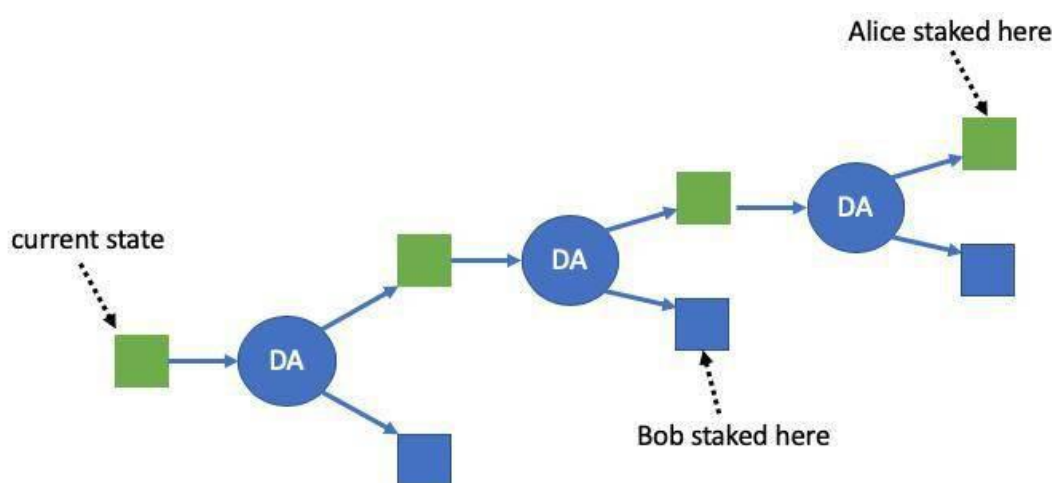 Alice staked here
DA
DA
current state
DA
Bob staked here